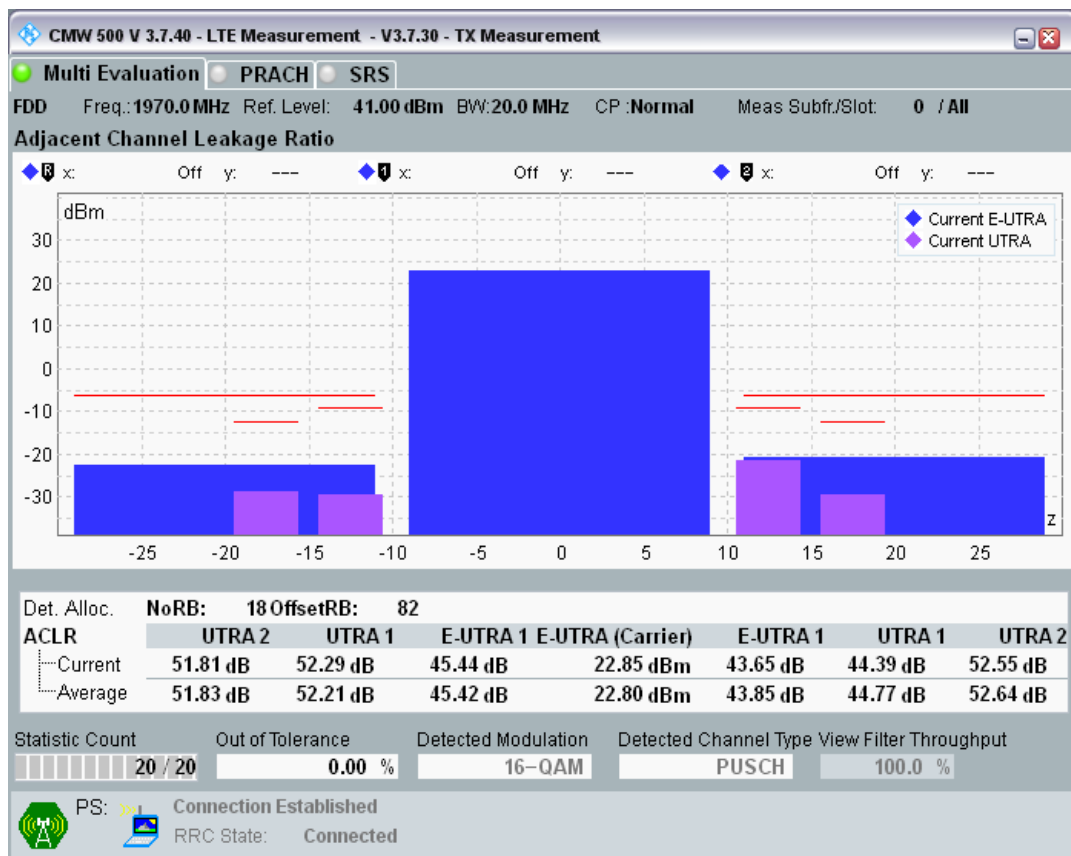 CMW 500 V 3.7.40 - LTE Measurement - V3.7.30 - TX Measurement
Multi Evaluation PRACH SRS
FDD Freq.:1970.0 MHz Ref. Level: 41.00 dBm BW:20.0 MHz CP :Normal Meas Subfr./Slot: 0 / All
Adjacent Channel Leakage Ratio
R x: Off y: --- 1 x: Off y: --- 2 x: Off y: ---
dBm
Current E-UTRA
Current UTRA
30
20
10
0
-10
-20
-30
z
-25 -20 -15 -10 -5 0 5 10 15 20 25
Det. Alloc. NoRB: 18 OffsetRB: 82
ACLR UTRA 2 UTRA 1 E-UTRA 1 E-UTRA (Carrier) E-UTRA 1 UTRA 1 UTRA 2
Current 51.81 dB 52.29 dB 45.44 dB 22.85 dBm 43.65 dB 44.39 dB 52.55 dB
Average 51.83 dB 52.21 dB 45.42 dB 22.80 dBm 43.85 dB 44.77 dB 52.64 dB
Statistic Count Out of Tolerance Detected Modulation Detected Channel Type View Filter Throughput
20 / 20 0.00 % 16-QAM PUSCH 100.0 %
PS: Connection Established
RRC State: Connected